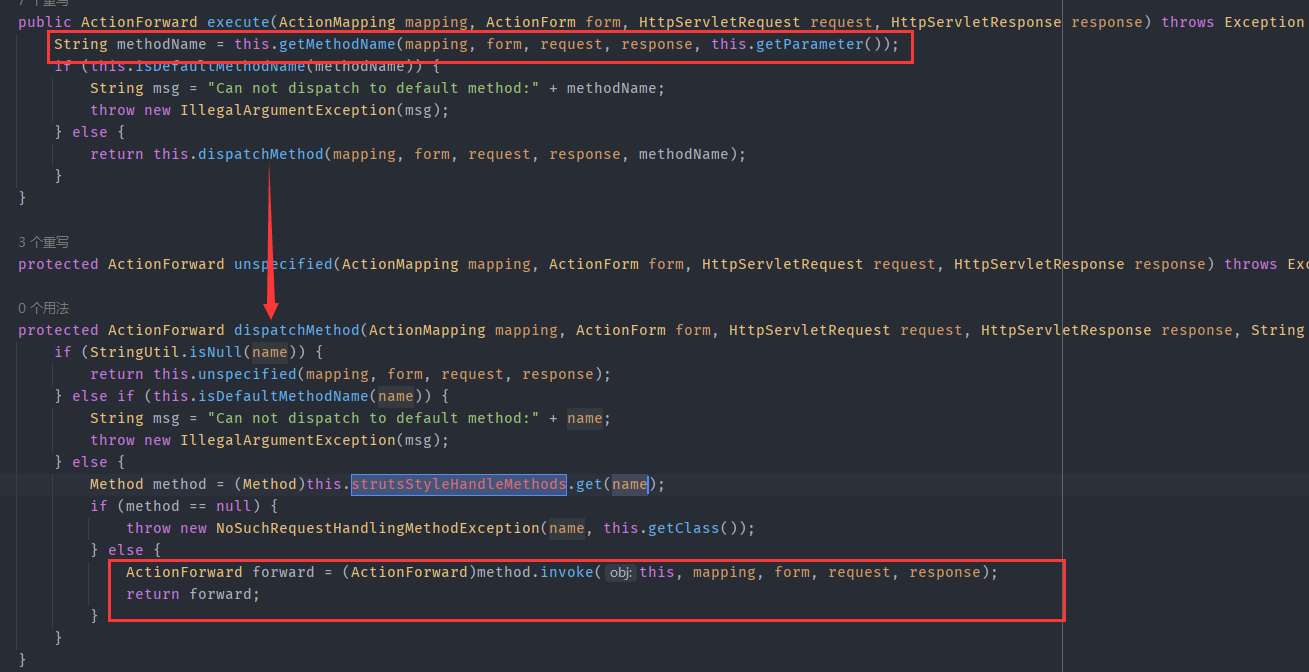 7 个重写
public ActionForward execute(ActionMapping mapping, ActionForm form, HttpServletRequest request, HttpServletResponse response) throws Exception
String methodName = this.getMethodName(mapping, form, request, response, this.getParameter());
if (this.isDefaultMethodName(methodName)) {
String msg = "Can not dispatch to default method:" + methodName;
throw new IllegalArgumentException(msg);
} else {
return this.dispatchMethod(mapping, form, request, response, methodName);
}
}
3 个重写
protected ActionForward unspecified(ActionMapping mapping, ActionForm form, HttpServletRequest request, HttpServletResponse response) throws Exc
0 个用法
protected ActionForward dispatchMethod(ActionMapping mapping, ActionForm form, HttpServletRequest request, HttpServletResponse response, String
if (StringUtil.isNull(name)) {
return this.unspecified(mapping, form, request, response);
} else if (this.isDefaultMethodName(name)) {
String msg = "Can not dispatch to default method:" + name;
throw new IllegalArgumentException(msg);
} else {
Method method = (Method)this.strutsStyleHandleMethods.get(name);
if (method == null) {
throw new NoSuchRequestHandlingMethodException(name, this.getClass());
} else {
ActionForward forward = (ActionForward)method.invoke( obj: this, mapping, form, request, response);
return forward;
}
}
}